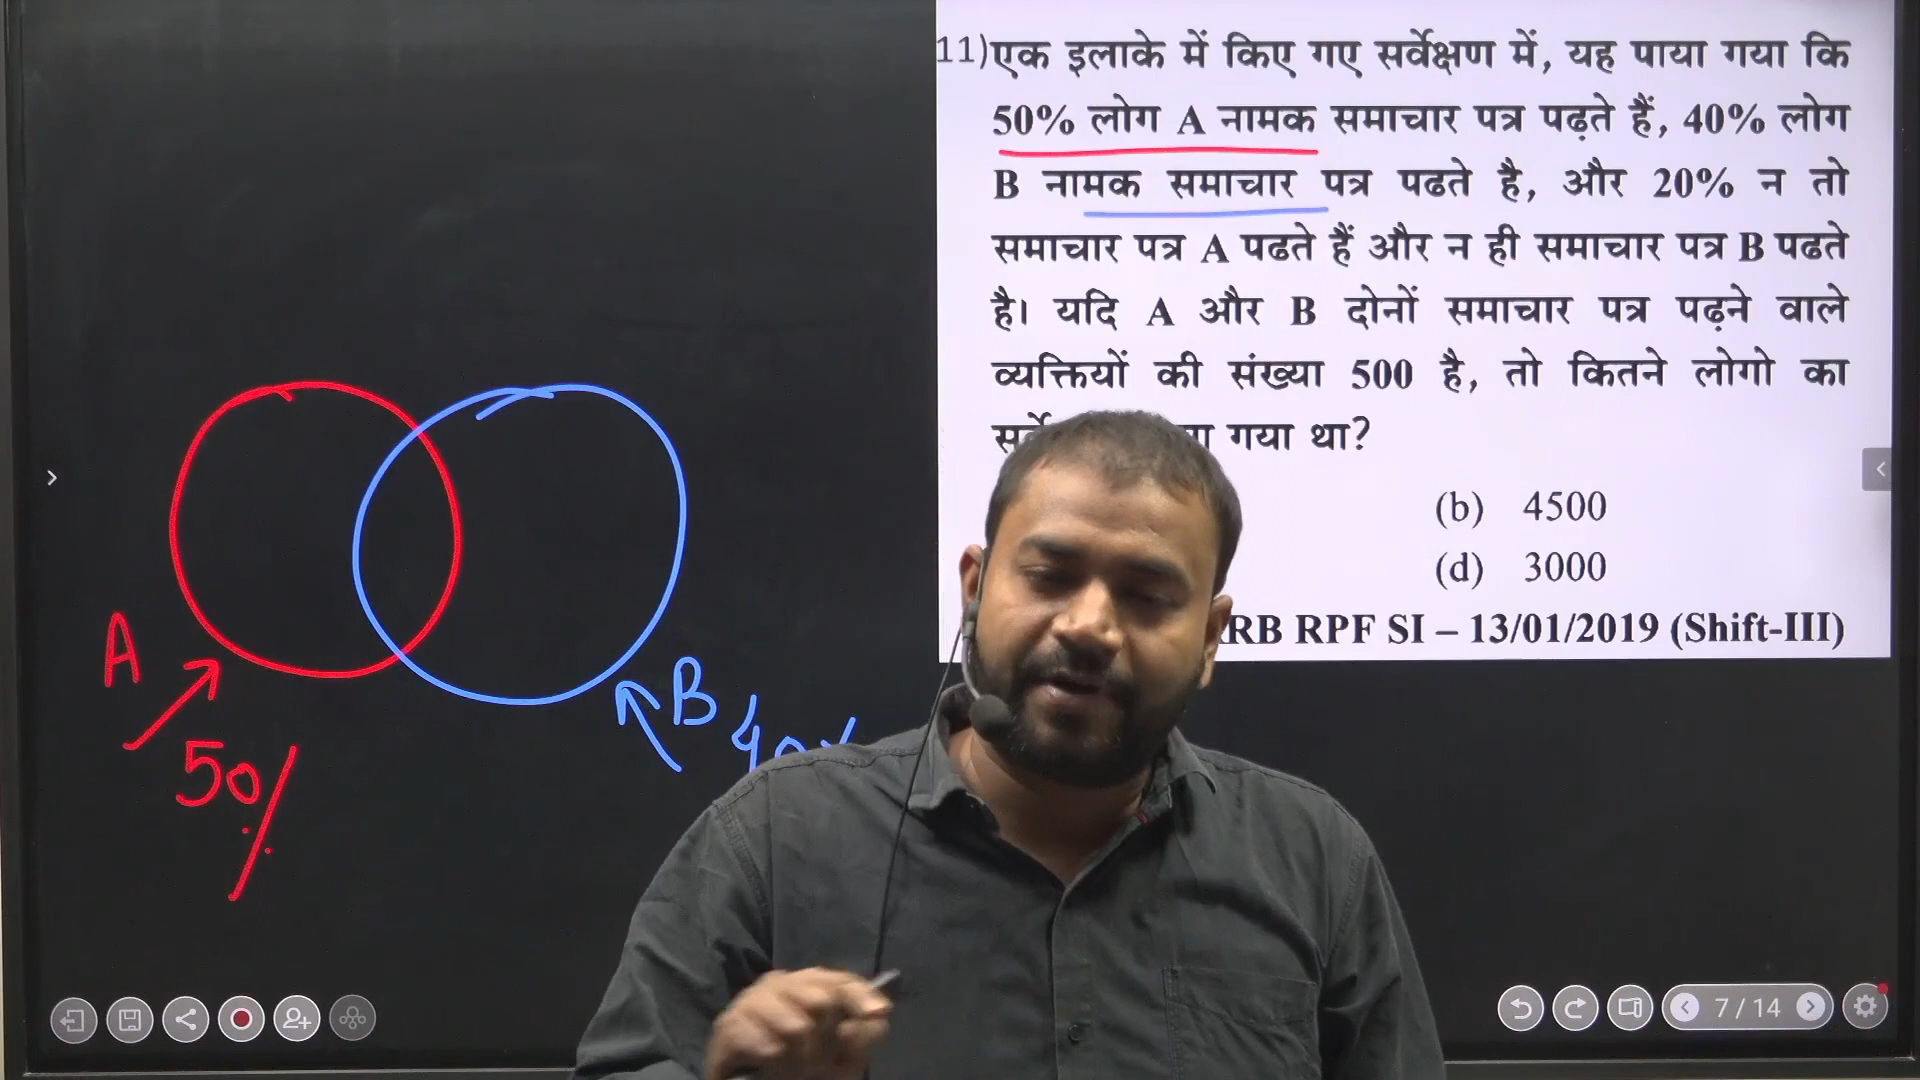 11) एक इलाके में किए गए सर्वेक्षण में, यह पाया गया कि
50% लोग A नामक समाचार पत्र पढ़ते हैं, 40% लोग
B नामक समाचार पत्र पढते है, और 20% न तो
समाचार पत्र A पढते हैं और न ही समाचार पत्र B पढते
है। यदि A और B दोनों समाचार पत्र पढ़ने वाले
व्यक्तियों की संख्या 500 है, तो कितने लोगो का
गया था?
(b) 4500
(d) 3000
RB RPF SI – 13/01/2019 (Shift-III)
A
50%
B
40%
7 / 14